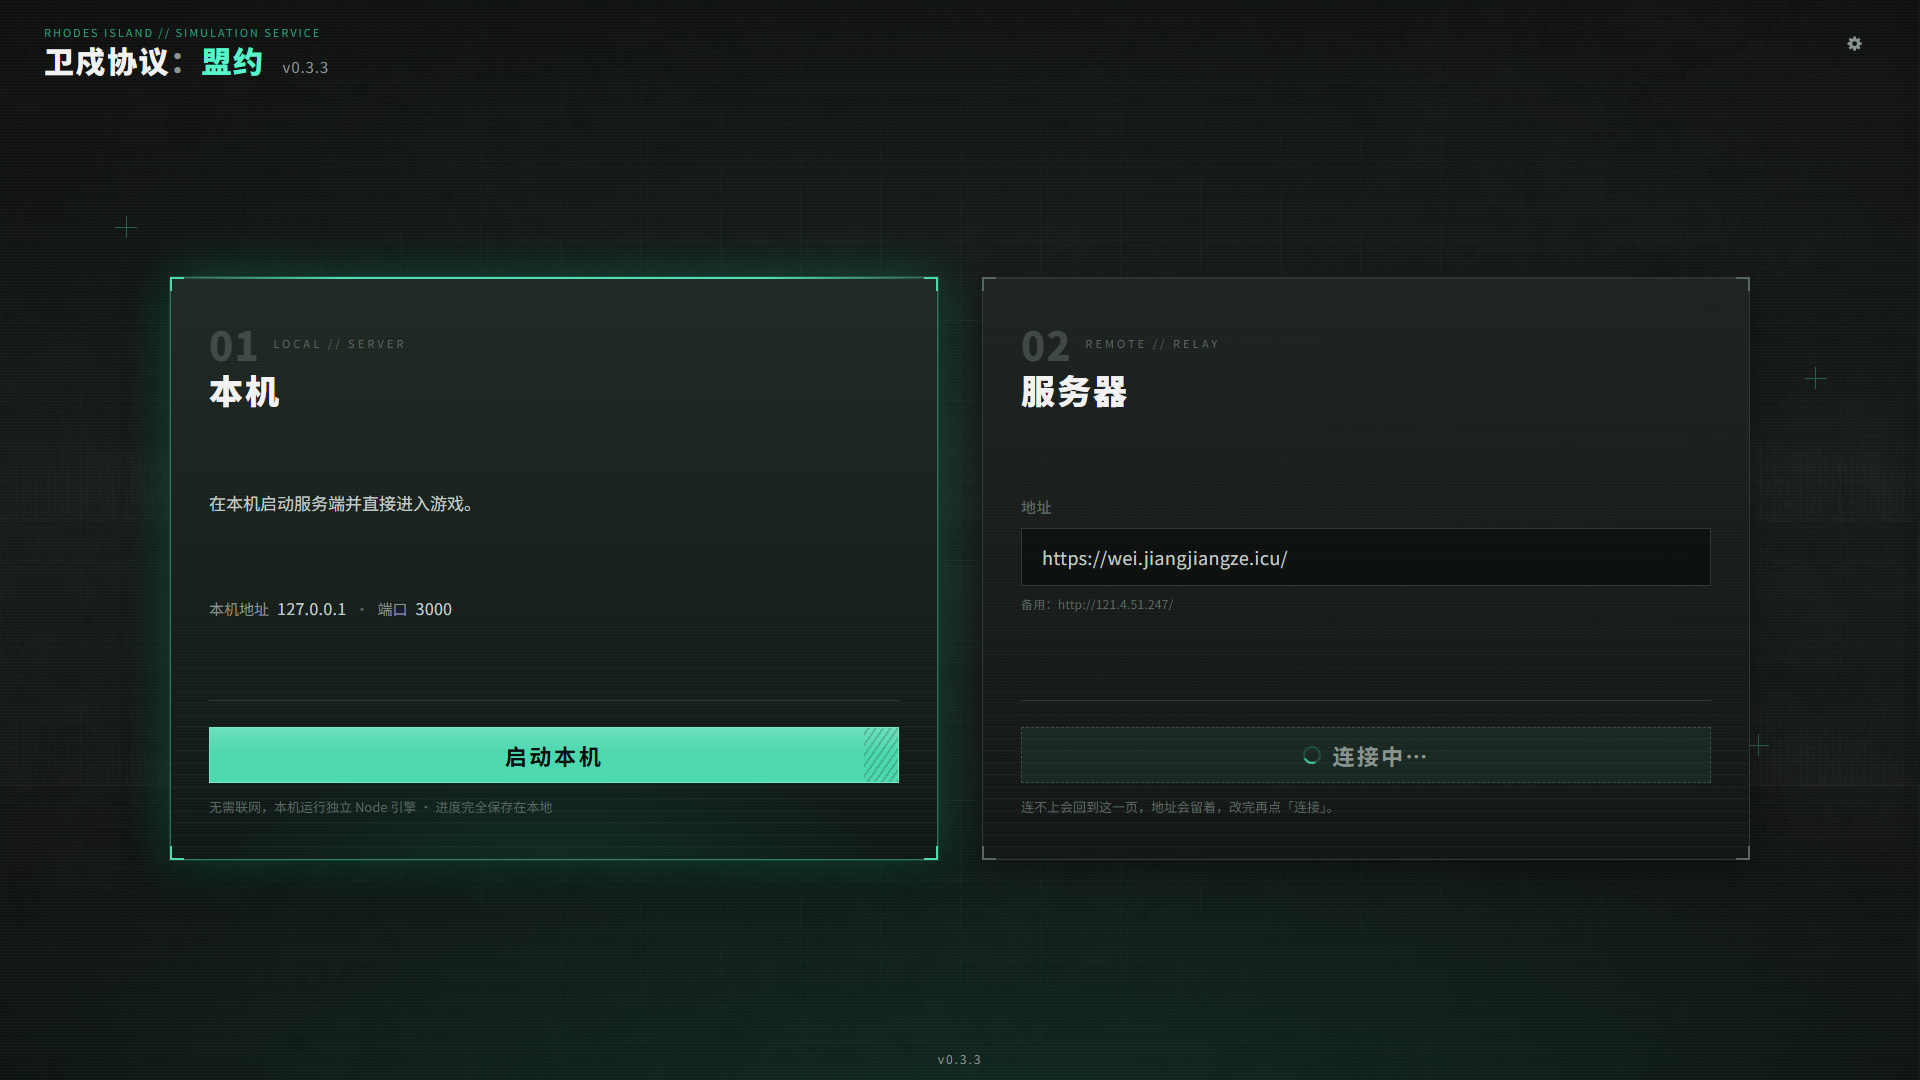 RHODES ISLAND // SIMULATION SERVICE
卫戍协议：盟约 v0.3.3
01 LOCAL // SERVER
本机
在本机启动服务端并直接进入游戏。
本机地址 127.0.0.1 · 端口 3000
启动本机
无需联网，本机运行独立 Node 引擎 · 进度完全保存在本地
02 REMOTE // RELAY
服务器
地址
https://wei.jiangjiangze.icu/
备用：http://121.4.51.247/
连接中…
连不上会回到这一页，地址会留着，改完再点「连接」。
v0.3.3